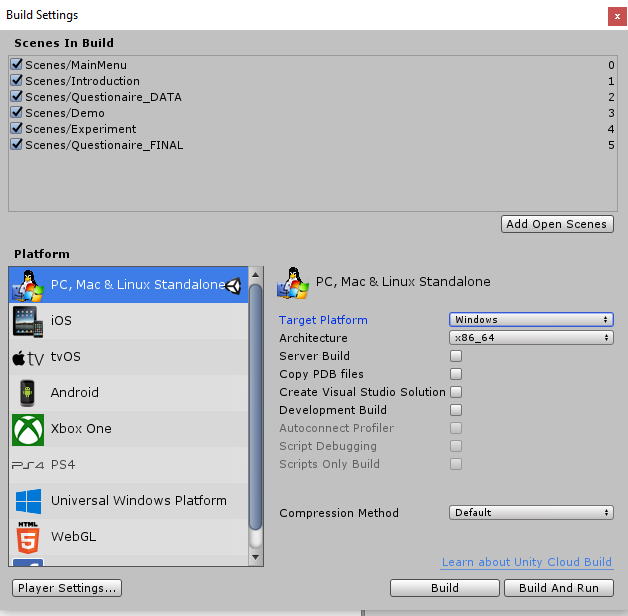 Build Settings
x
Scenes In Build
Scenes/MainMenu 0
Scenes/Introduction 1
Scenes/Questionaire_DATA 2
Scenes/Demo 3
Scenes/Experiment 4
Scenes/Questionaire_FINAL 5
Add Open Scenes
Platform
PC, Mac & Linux Standalone
iOS
tv tvOS
Android
Xbox One
PS4 PS4
Universal Windows Platform
HTML
5 WebGL
PC, Mac & Linux Standalone
Target Platform Windows
Architecture x86_64
Server Build
Copy PDB files
Create Visual Studio Solution
Development Build
Autoconnect Profiler
Script Debugging
Scripts Only Build
Compression Method Default
Learn about Unity Cloud Build
Player Settings... Build Build And Run